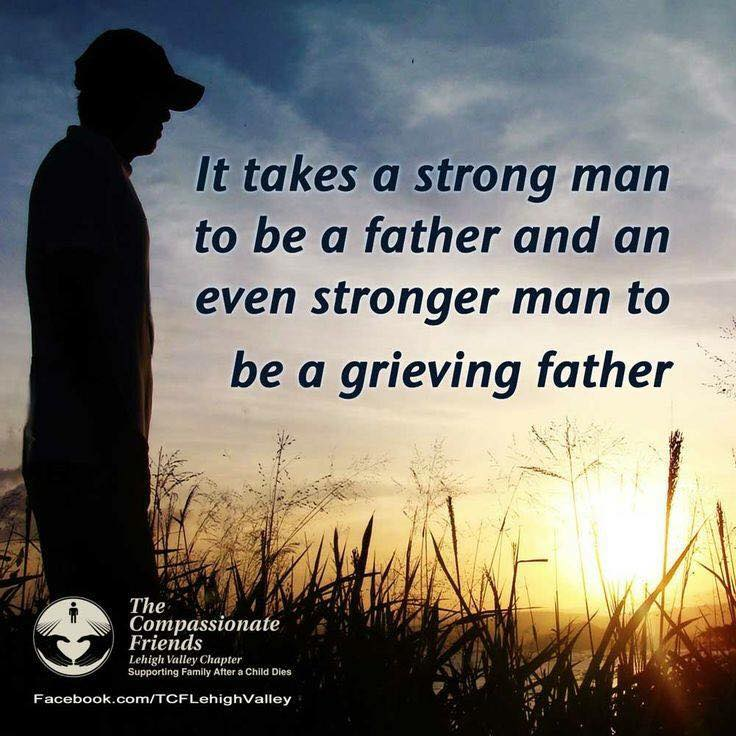 It takes a strong man
to be a father and an
even stronger man to
be a grieving father
The
Compassionate
Friends
Lehigh Valley Chapter
Supporting Family After a Child Dies
Facebook.com/TCFLehighValley